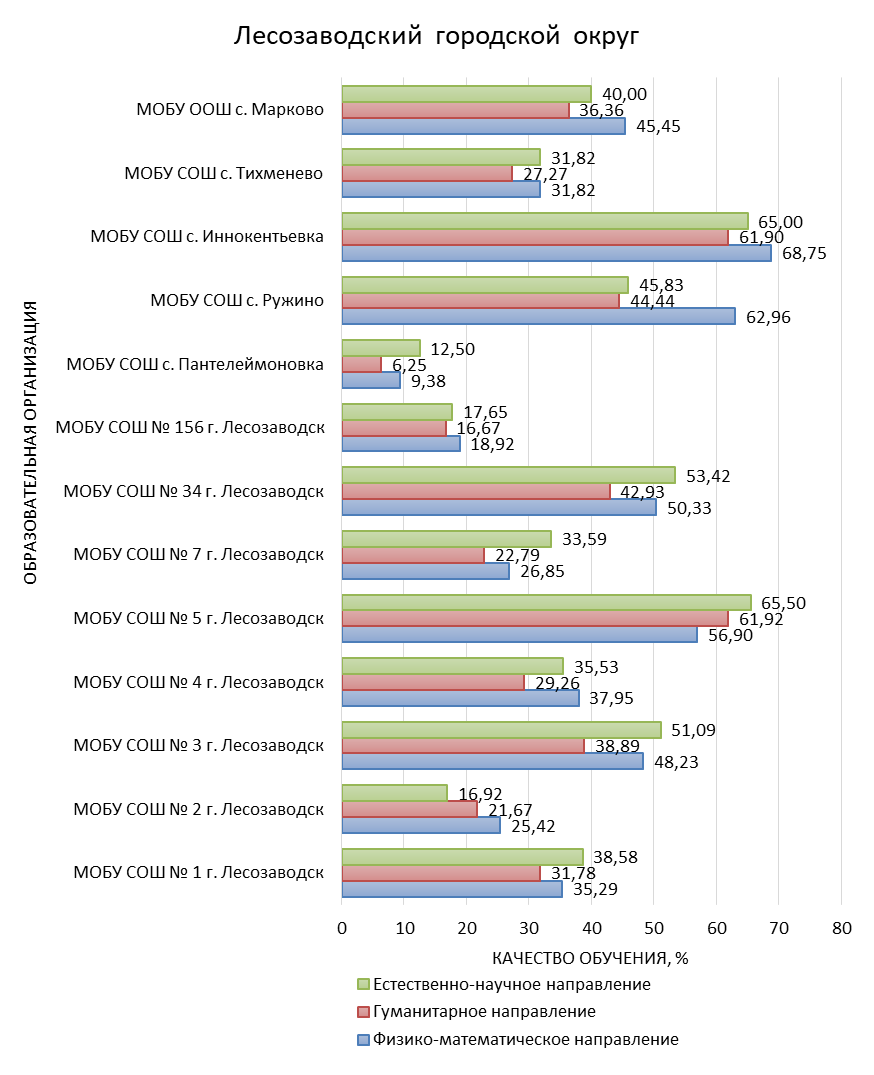 Лесозаводский городской округ
ОБРАЗОВАТЕЛЬНАЯ ОРГАНИЗАЦИЯ
МОБУ ООШ с. Марково
40,00
36,36
45,45
МОБУ СОШ с. Тихменево
31,82
27,27
31,82
МОБУ СОШ с. Иннокентьевка
65,00
61,90
68,75
МОБУ СОШ с. Ружино
45,83
44,44
62,96
МОБУ СОШ с. Пантелеймоновка
12,50
6,25
9,38
МОБУ СОШ № 156 г. Лесозаводск
17,65
16,67
18,92
МОБУ СОШ № 34 г. Лесозаводск
53,42
42,93
50,33
МОБУ СОШ № 7 г. Лесозаводск
33,59
22,79
26,85
МОБУ СОШ № 5 г. Лесозаводск
65,50
61,92
56,90
МОБУ СОШ № 4 г. Лесозаводск
35,53
29,26
37,95
МОБУ СОШ № 3 г. Лесозаводск
51,09
38,89
48,23
МОБУ СОШ № 2 г. Лесозаводск
16,92
21,67
25,42
МОБУ СОШ № 1 г. Лесозаводск
38,58
31,78
35,29
0 10 20 30 40 50 60 70 80
КАЧЕСТВО ОБУЧЕНИЯ, %
Естественно-научное направление
Гуманитарное направление
Физико-математическое направление